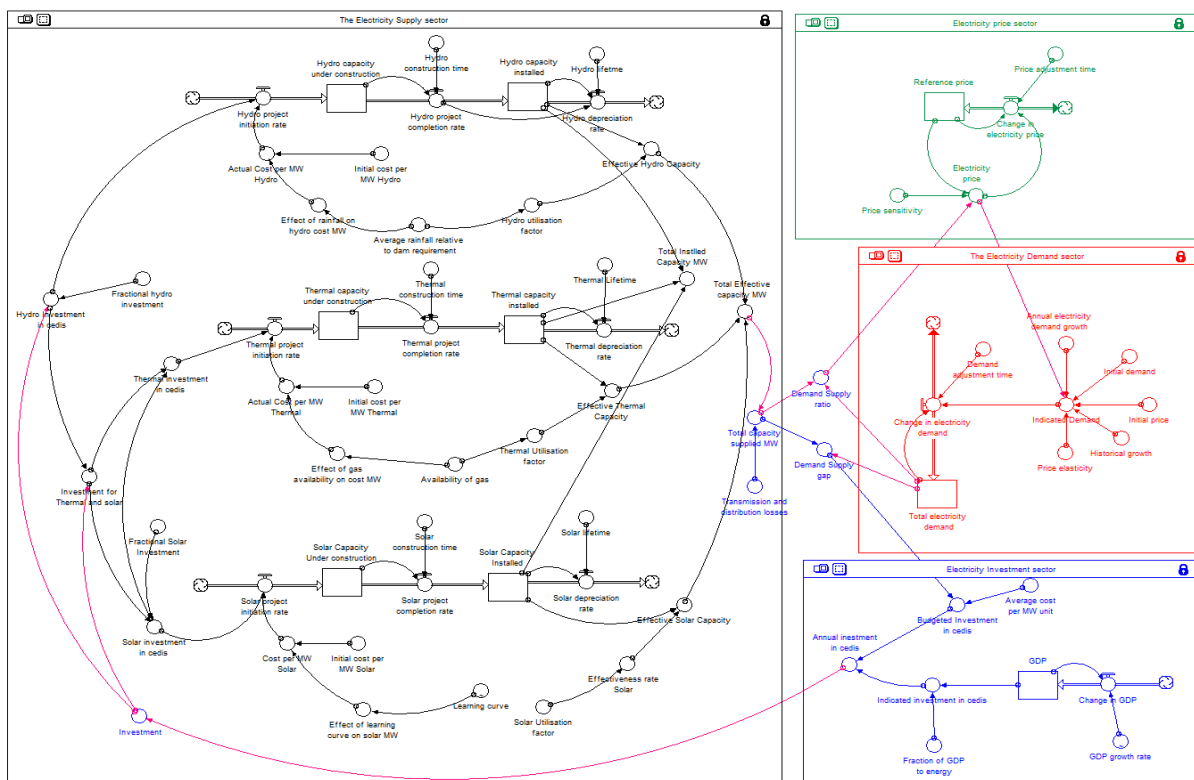 The Electricity Supply sector
Hydro capacity
under construction
Hydro
construction time
Hydro capacity
installed
Hydro lifetme
Hydro project
initiation rate
Hydro project
completion rate
Hydro depreciation
rate
Actual Cost per MW
Hydro
Initial cost per
MW Hydro
Effective Hydro Capacity
Effect of rainfall on
hydro cost MW
Average rainfall relative
to dam requirement
Hydro utilisation
factor
Total Instlled
Capacity MW
Fractional hydro
investment
Hydro investment
in cedis
Thermal capacity
under construction
Thermal
construction time
Thermal capacity
installed
Thermal Lifetime
Total Effective
capacity MW
Thermal project
initiation rate
Thermal project
completion rate
Thermal depreciation
rate
Thermal investment
in cedis
Actual Cost per MW
Thermal
Initial cost per
MW Thermal
Effective Thermal
Capacity
Effect of gas
availability on cost MW
Availability of gas
Thermal Utilisation
factor
Investment for
Thermal and solar
Fractional Solar
Investment
Solar Capacity
Under construction
Solar
construction time
Solar Capacity
Installed
Solar lifetime
Solar project
initiation rate
Solar project
completion rate
Solar depreciation
rate
Effective Solar Capacity
Solar investment
in cedis
Cost per MW
Solar
Initial cost per
MW Solar
Effectiveness rate
Solar
Learning curve
Effect of learning
curve on solar MW
Solar Utilisation
factor
Investment
Demand Supply
ratio
Total capacity
supplied MW
Demand Supply
gap
Transmission and
distribution losses
Electricity price sector
Price adjustment time
Reference price
Change in
electricity price
Electricity
price
Price sensitivity
The Electricity Demand sector
Annual electricity
demand growth
Demand
adjustment time
Initial demand
Change in electricity
demand
Indicated Demand
Initial price
Historical growth
Price elasticity
Total electricity
demand
Electricity Investment sector
Average cost
per MW unit
Budgeted Investment
in cedis
Annual inestment
in cedis
GDP
Indicated investment in cedis
Change in GDP
Fraction of GDP
to energy
GDP growth rate